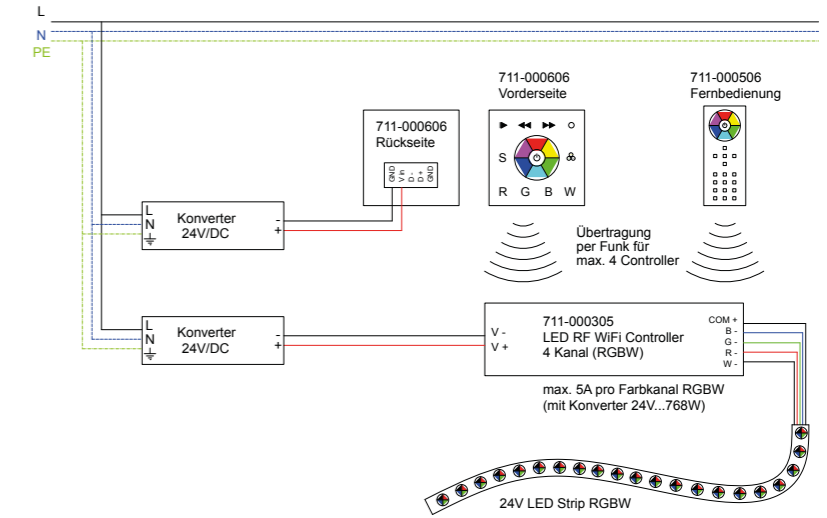 L
N
PE
711-000606
Vorderseite
711-000506
Fernbedienung
711-000606
Rückseite
GND
V in
D -
D +
GND
S
R G B W
L
N
Konverter
24V/DC
-
+
Übertragung
per Funk für
max. 4 Controller
L
N
Konverter
24V/DC
-
+
V -
V +
711-000305
LED RF WiFi Controller
4 Kanal (RGBW)
COM +
B -
G -
R -
W -
max. 5A pro Farbkanal RGBW
(mit Konverter 24V...768W)
24V LED Strip RGBW